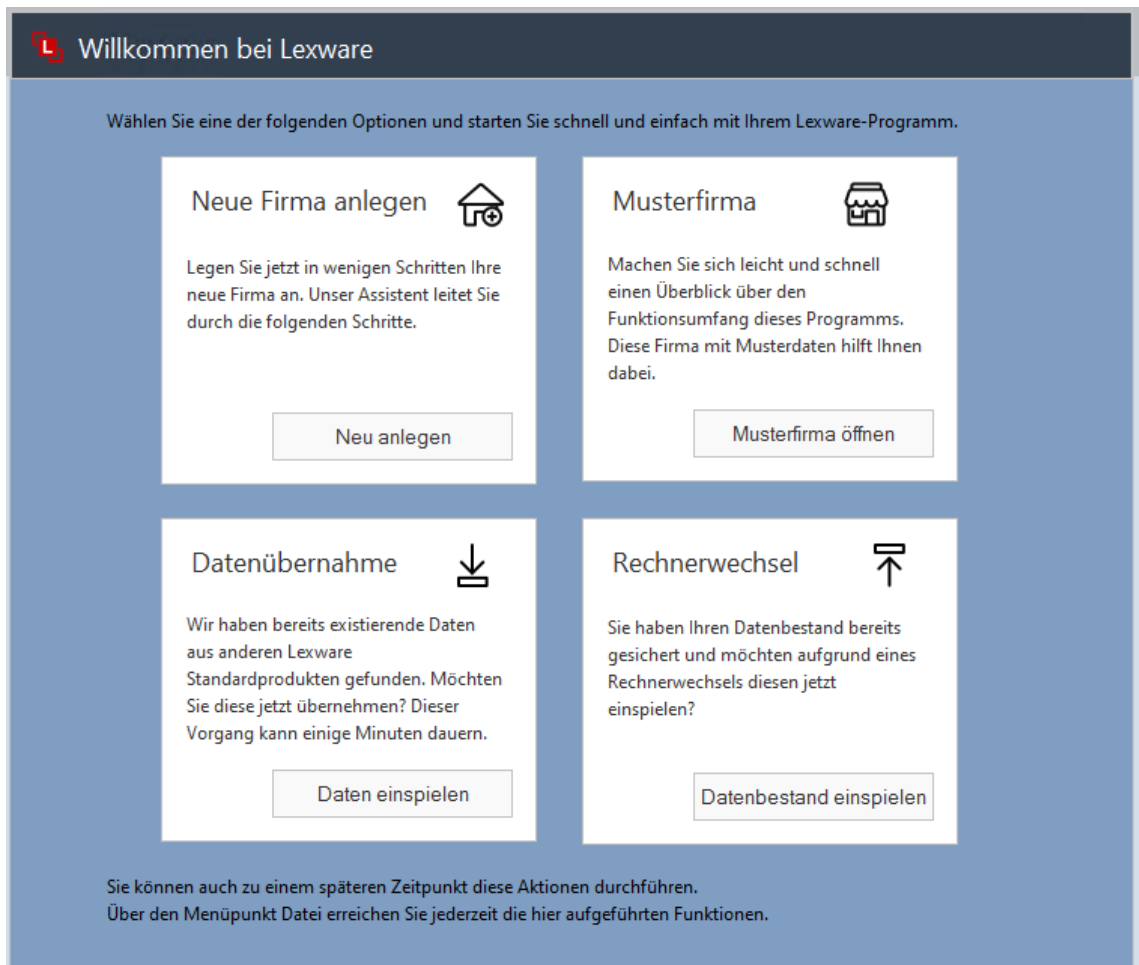 L
Willkommen bei Lexware
Wählen Sie eine der folgenden Optionen und starten Sie schnell und einfach mit Ihrem Lexware-Programm.
Neue Firma anlegen
Legen Sie jetzt in wenigen Schritten Ihre
neue Firma an. Unser Assistent leitet Sie
durch die folgenden Schritte.
Neu anlegen
Musterfirma
Machen Sie sich leicht und schnell
einen Überblick über den
Funktionsumfang dieses Programms.
Diese Firma mit Musterdaten hilft Ihnen
dabei.
Musterfirma öffnen
Datenübernahme
Wir haben bereits existierende Daten
aus anderen Lexware
Standardprodukten gefunden. Möchten
Sie diese jetzt übernehmen? Dieser
Vorgang kann einige Minuten dauern.
Daten einspielen
Rechnerwechsel
Sie haben Ihren Datenbestand bereits
gesichert und möchten aufgrund eines
Rechnerwechsels diesen jetzt
einspielen?
Datenbestand einspielen
Sie können auch zu einem späteren Zeitpunkt diese Aktionen durchführen.
Über den Menüpunkt Datei erreichen Sie jederzeit die hier aufgeführten Funktionen.